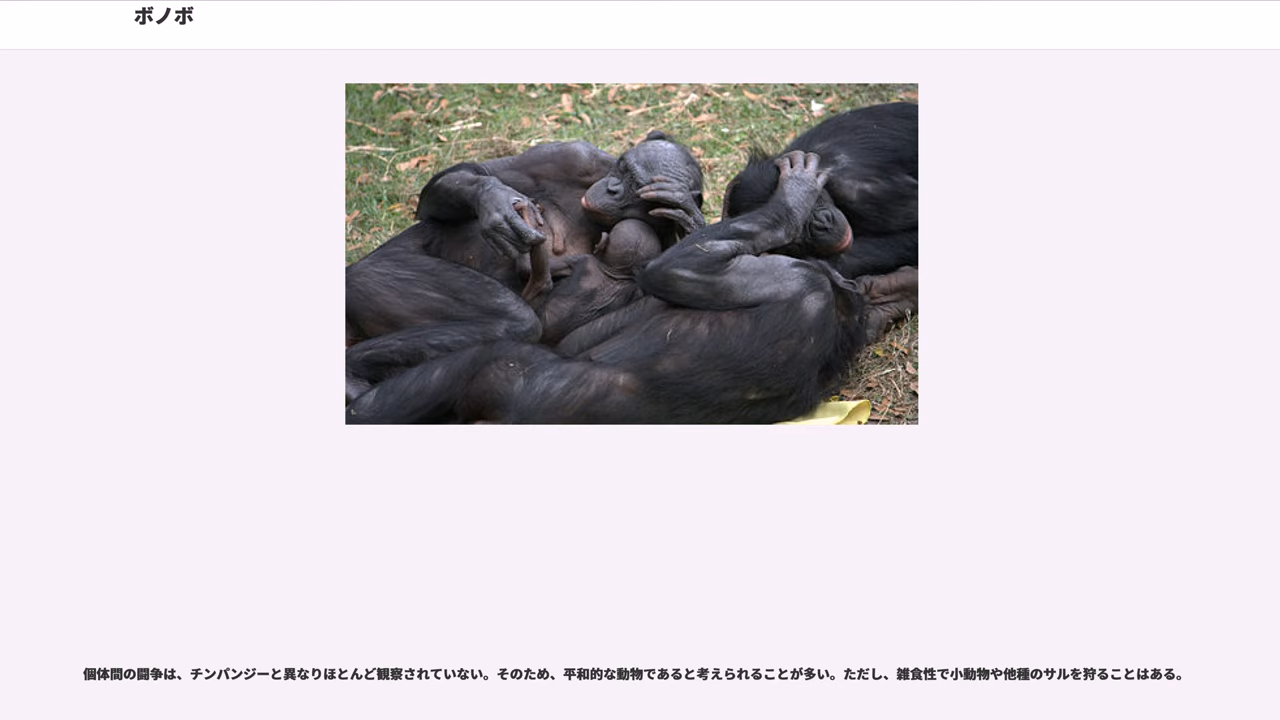 ボノボ
個体間の闘争は、チンパンジーと異なりほとんど観察されていない。そのため、平和的な動物であると考えられることが多い。ただし、雑食性で小動物や他種のサルを狩ることはある。